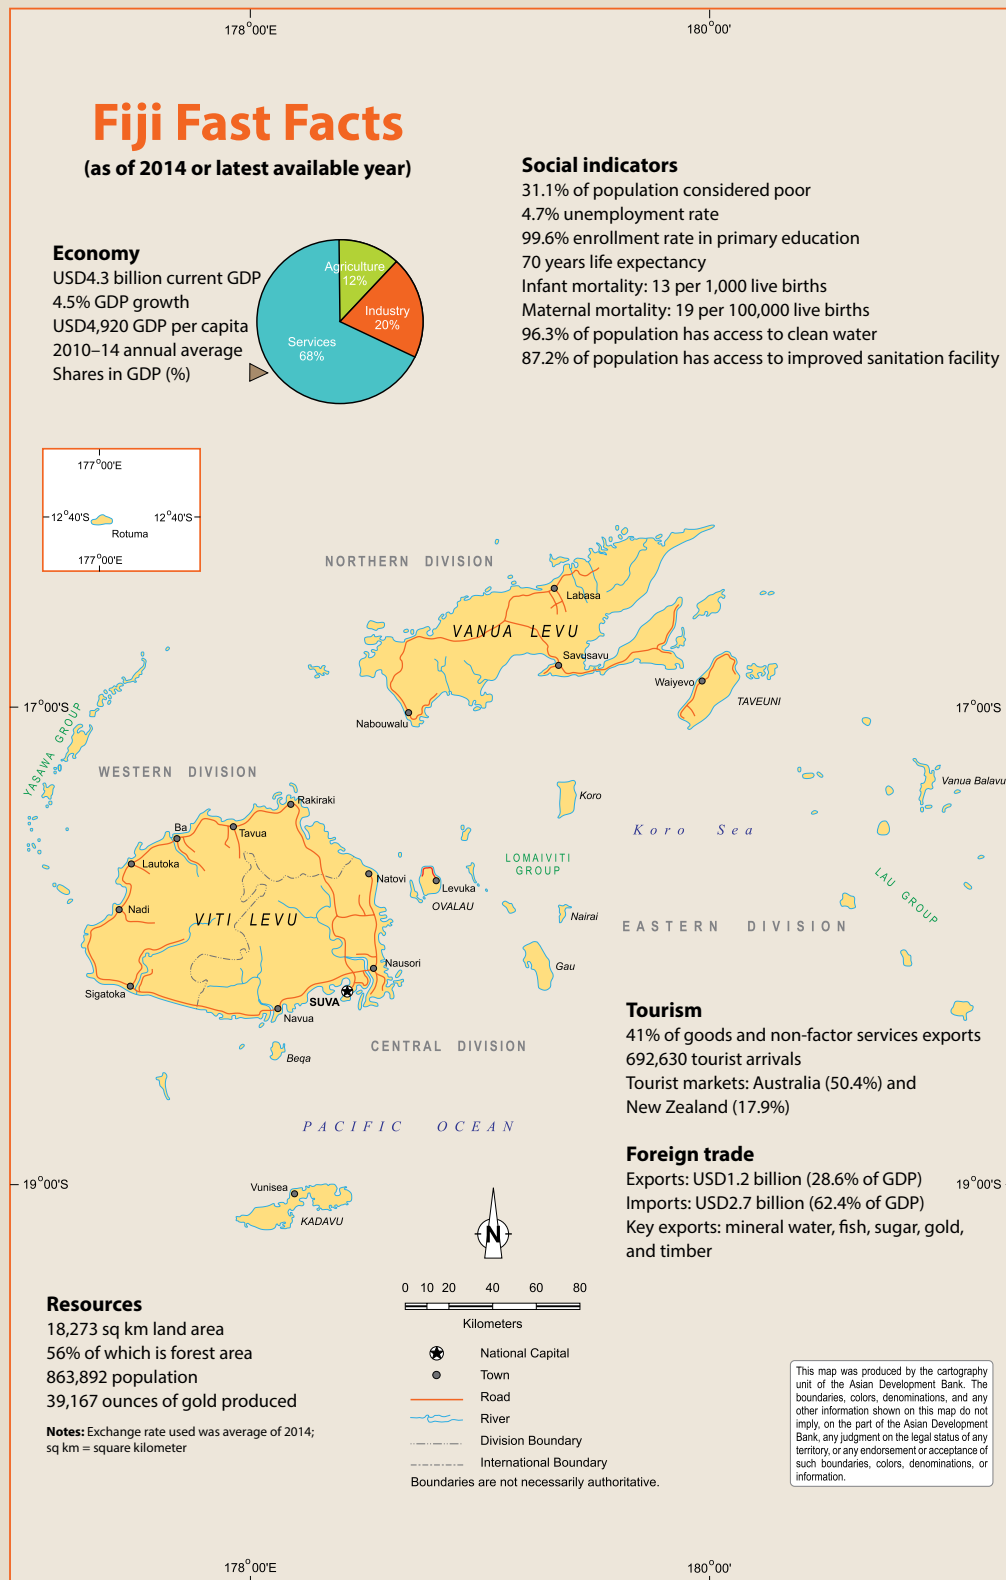 178°00'E
180°00'
Fiji Fast Facts
(as of 2014 or latest available year)
Social indicators
31.1% of population considered poor
4.7% unemployment rate
99.6% enrollment rate in primary education
70 years life expectancy
Infant mortality: 13 per 1,000 live births
Maternal mortality: 19 per 100,000 live births
96.3% of population has access to clean water
87.2% of population has access to improved sanitation facility
Economy
USD4.3 billion current GDP
4.5% GDP growth
USD4,920 GDP per capita
2010–14 annual average
Shares in GDP (%)
Agriculture
12%
Industry
20%
Services
68%
177°00'E
12°40'S
12°40'S
Rotuma
177°00'E
NORTHERN DIVISION
Labasa
VANUA LEVU
Savusavu
Waiyevo
TAVEUNI
Nabouwalu
17°00'S
17°00'S
YASAWA GROUP
WESTERN DIVISION
Vanua Balavu
Koro
Rakiraki
Ba
Tavua
Koro Sea
Lautoka
LOMAIVITI
GROUP
Natovi
Levuka
OVALAU
LAU GROUP
Nadi
VITI LEVU
Nairai
EASTERN DIVISION
Nausori
Gau
Sigatoka
SUVA
Navua
CENTRAL DIVISION
Beqa
Tourism
41% of goods and non-factor services exports
692,630 tourist arrivals
Tourist markets: Australia (50.4%) and
New Zealand (17.9%)
PACIFIC OCEAN
Foreign trade
Exports: USD1.2 billion (28.6% of GDP)
Imports: USD2.7 billion (62.4% of GDP)
Key exports: mineral water, fish, sugar, gold,
and timber
19°00'S
19°00'S
Vunisea
KADAVU
N
0 10 20 40 60 80
Kilometers
Resources
18,273 sq km land area
56% of which is forest area
863,892 population
39,167 ounces of gold produced
Notes: Exchange rate used was average of 2014;
sq km = square kilometer
National Capital
Town
Road
River
Division Boundary
International Boundary
Boundaries are not necessarily authoritative.
This map was produced by the cartography
unit of the Asian Development Bank. The
boundaries, colors, denominations, and any
other information shown on this map do not
imply, on the part of the Asian Development
Bank, any judgment on the legal status of any
territory, or any endorsement or acceptance of
such boundaries, colors, denominations, or
information.
178°00'E
180°00'